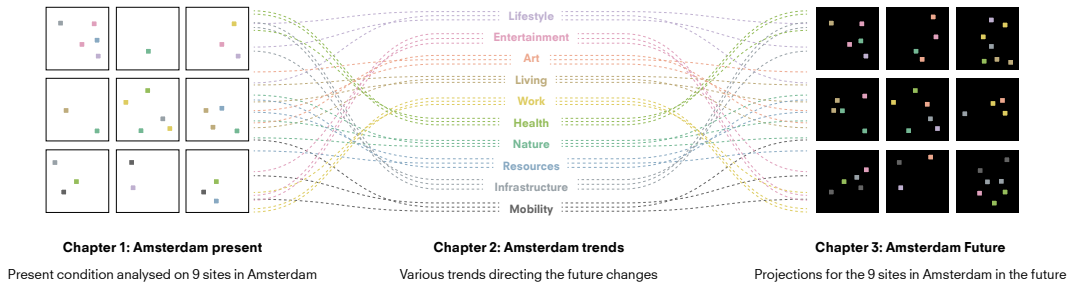 Lifestyle
Entertainment
Art
Living
Work
Health
Nature
Resources
Infrastructure
Mobility
Chapter 1: Amsterdam present
Present condition analysed on 9 sites in Amsterdam
Chapter 2: Amsterdam trends
Various trends directing the future changes
Chapter 3: Amsterdam Future
Projections for the 9 sites in Amsterdam in the future